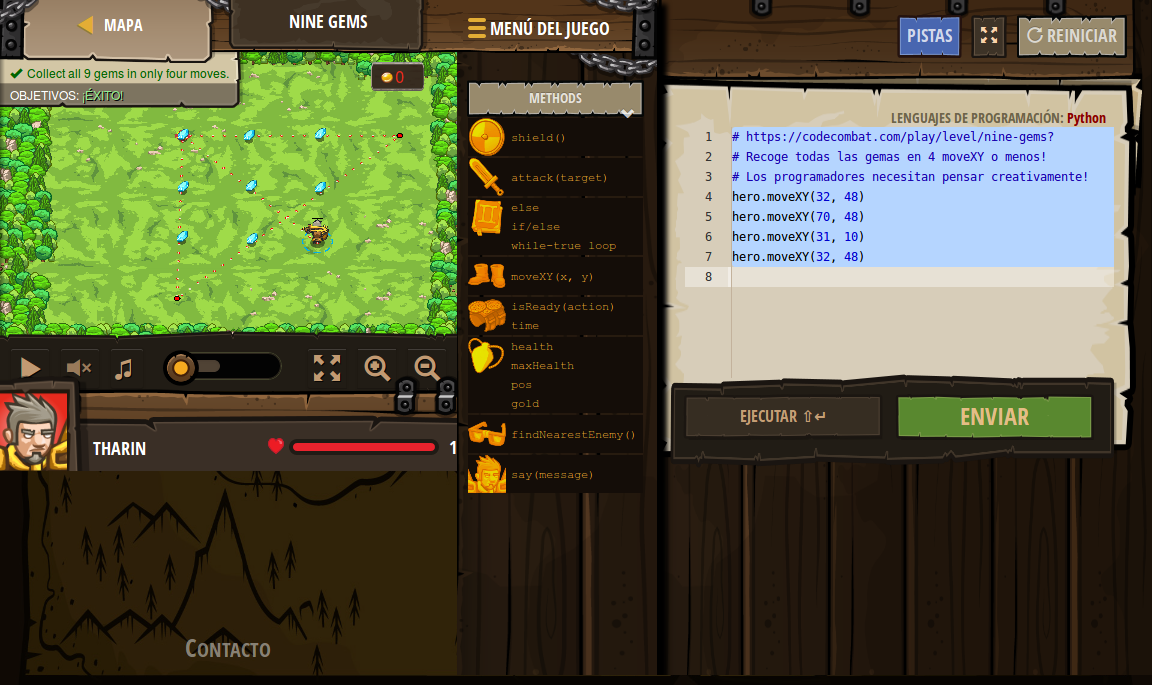 MAPA
NINE GEMS
MENÚ DEL JUEGO
PISTAS
REINICIAR
Collect all 9 gems in only four moves.
OBJETIVOS: ¡ÉXITO!
0
METHODS
shield()
attack(target)
else
if/else
while-true loop
moveXY(x, y)
isReady(action)
time
health
maxHealth
pos
gold
findNearestEnemy()
say(message)
LENGUAJES DE PROGRAMACIÓN: Python
1 # https://codecombat.com/play/level/nine-gems?
2 # Recoge todas las gemas en 4 moveXY o menos!
3 # Los programadores necesitan pensar creativamente!
4 hero.moveXY(32, 48)
5 hero.moveXY(70, 48)
6 hero.moveXY(31, 10)
7 hero.moveXY(32, 48)
8
EJECUTAR ⇧↵
ENVIAR
THARIN
1
CONTACTO